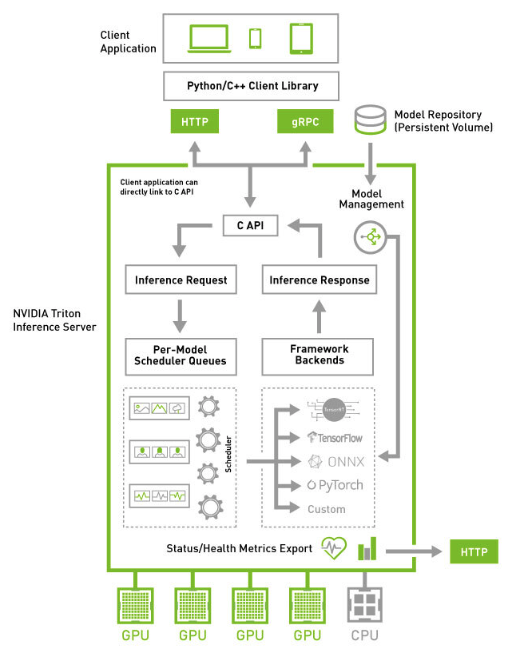 Client
Application
Python/C++ Client Library
HTTP
gRPC
Model Repository
(Persistent Volume)
Client application can
directly link to C API
Model
Management
C API
Inference Request
Inference Response
NVIDIA Triton
Inference Server
Per-Model
Scheduler Queues
Framework
Backends
Scheduler
TensorRT
TensorFlow
ONNX
PyTorch
Custom
Status/Health Metrics Export
HTTP
GPU
GPU
GPU
GPU
CPU